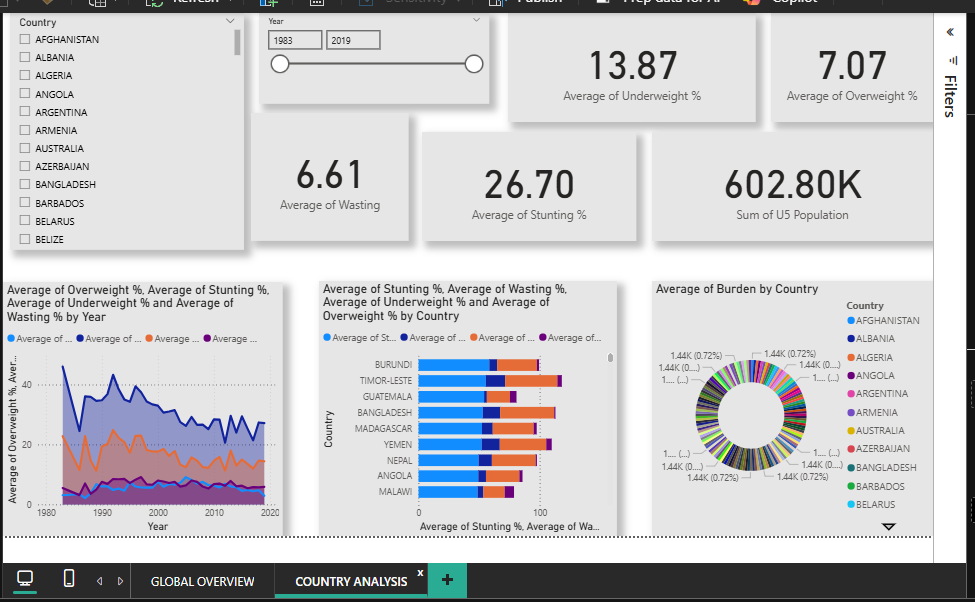 Refresh
Sensitivity
Publish
Prep data for AI
Copilot
Country
AFGHANISTAN
ALBANIA
ALGERIA
ANGOLA
ARGENTINA
ARMENIA
AUSTRALIA
AZERBAIJAN
BANGLADESH
BARBADOS
BELARUS
BELIZE
Year
1983
2019
13.87
Average of Underweight %
7.07
Average of Overweight %
6.61
Average of Wasting
26.70
Average of Stunting %
602.80K
Sum of U5 Population
Filters
Average of Overweight %, Average of Stunting %,
Average of Underweight % and Average of
Wasting % by Year
Average of ... Average of ... Average ... Average ...
Average of Overweight %, Aver...
40
20
0
1980 1990 2000 2010 2020
Year
Average of Stunting %, Average of Wasting %,
Average of Underweight % and Average of
Overweight % by Country
Average of St... Average of ... Average of ... Average of...
Country
BURUNDI
TIMOR-LESTE
GUATEMALA
BANGLADESH
MADAGASCAR
YEMEN
NEPAL
ANGOLA
MALAWI
0 100
Average of Stunting %, Average of Wa...
Average of Burden by Country
1.44K (0.72%) 1.44K (0.72%)
1.44K (0....) 1.44K (0....)
1.... (...) 1.... (...)
1.... (...) 1.... (...)
1.44K (0....) 1.44K (0....)
1.44K (0.72%) 1.44K (0.72%)
Country
AFGHANISTAN
ALBANIA
ALGERIA
ANGOLA
ARGENTINA
ARMENIA
AUSTRALIA
AZERBAIJAN
BANGLADESH
BARBADOS
BELARUS
GLOBAL OVERVIEW
COUNTRY ANALYSIS
x
+